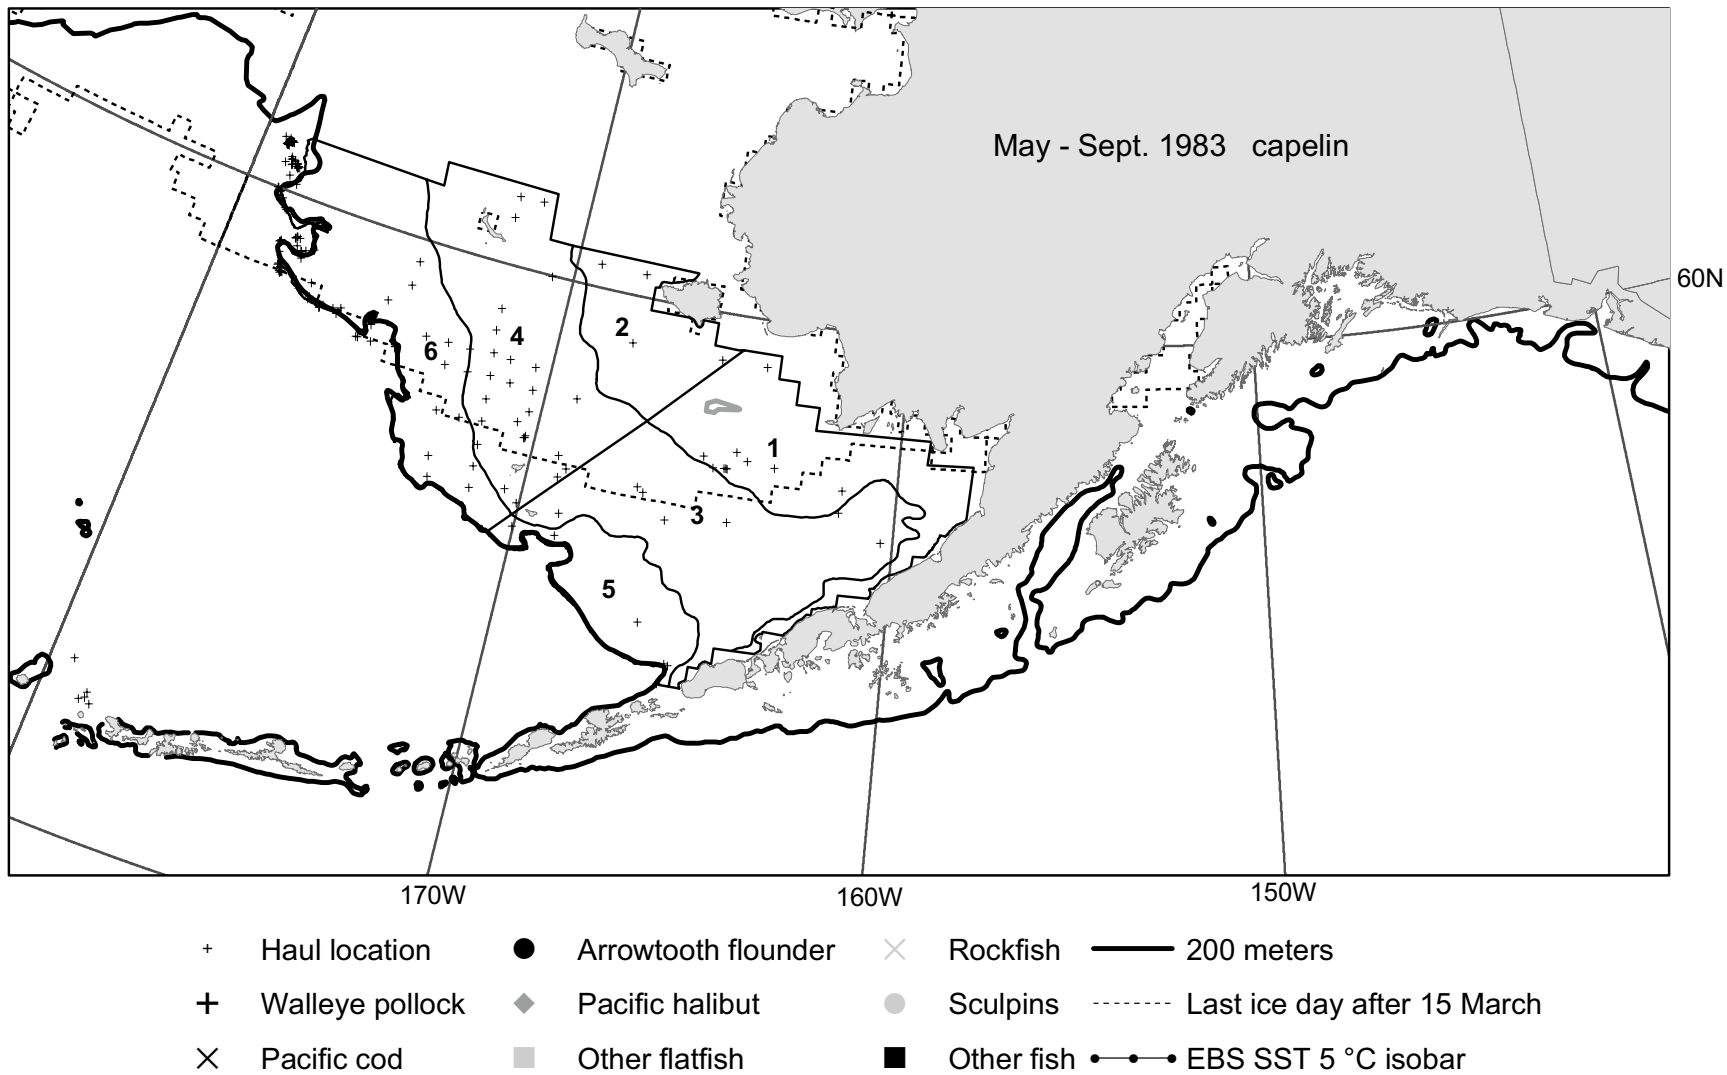 May - Sept. 1983 capelin
60N
2
4
6
1
3
5
170W
160W
150W
Haul location
Arrowtooth flounder
Rockfish
200 meters
Walleye pollock
Pacific halibut
Sculpins
Last ice day after 15 March
Pacific cod
Other flatfish
Other fish
EBS SST 5 °C isobar